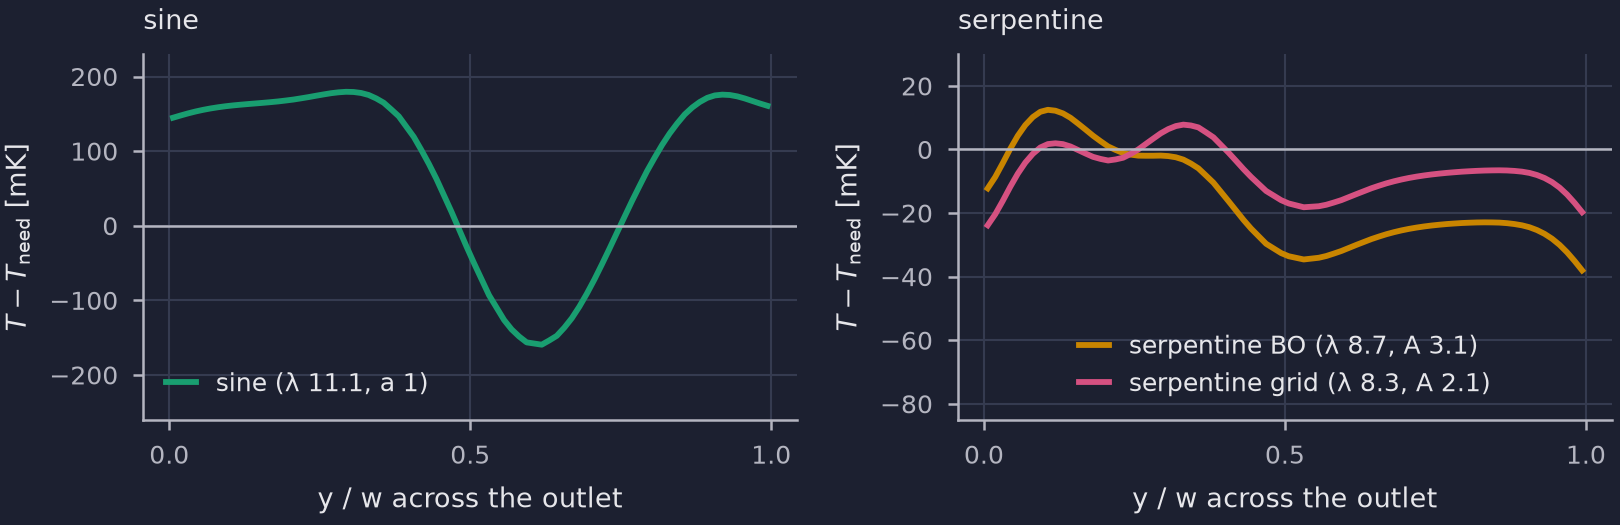 sine
200
100
0
−100
−200
T − Tneed [mK]
sine (λ 11.1, a 1)
0.0
0.5
1.0
y / w across the outlet
serpentine
20
0
−20
−40
−60
−80
T − Tneed [mK]
serpentine BO (λ 8.7, A 3.1)
serpentine grid (λ 8.3, A 2.1)
0.0
0.5
1.0
y / w across the outlet